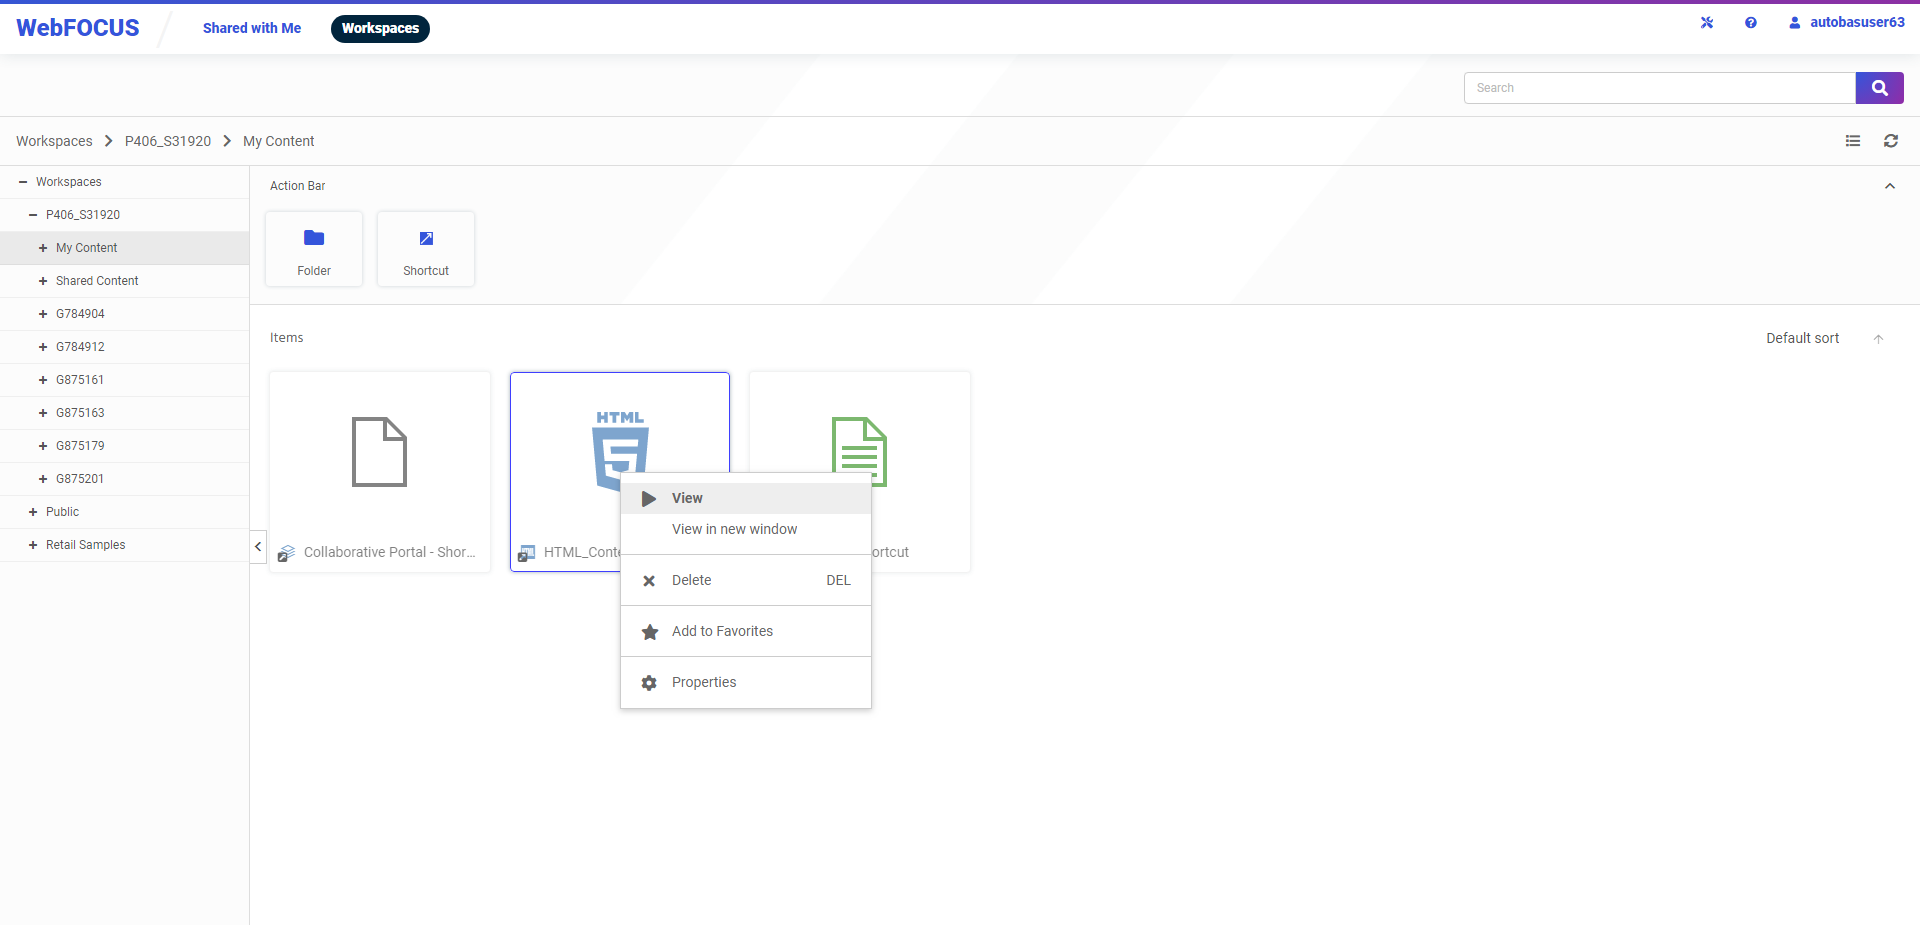 WebFOCUS
Shared with Me
Workspaces
autobasuser63
Search
Workspaces
P406_S31920
My Content
Workspaces
P406_S31920
My Content
Shared Content
G784904
G784912
G875161
G875163
G875179
G875201
Public
Retail Samples
Action Bar
Folder
Shortcut
Items
Default sort
HTML
Collaborative Portal - Shor...
HTML_Conte
ortcut
View
View in new window
Delete DEL
Add to Favorites
Properties